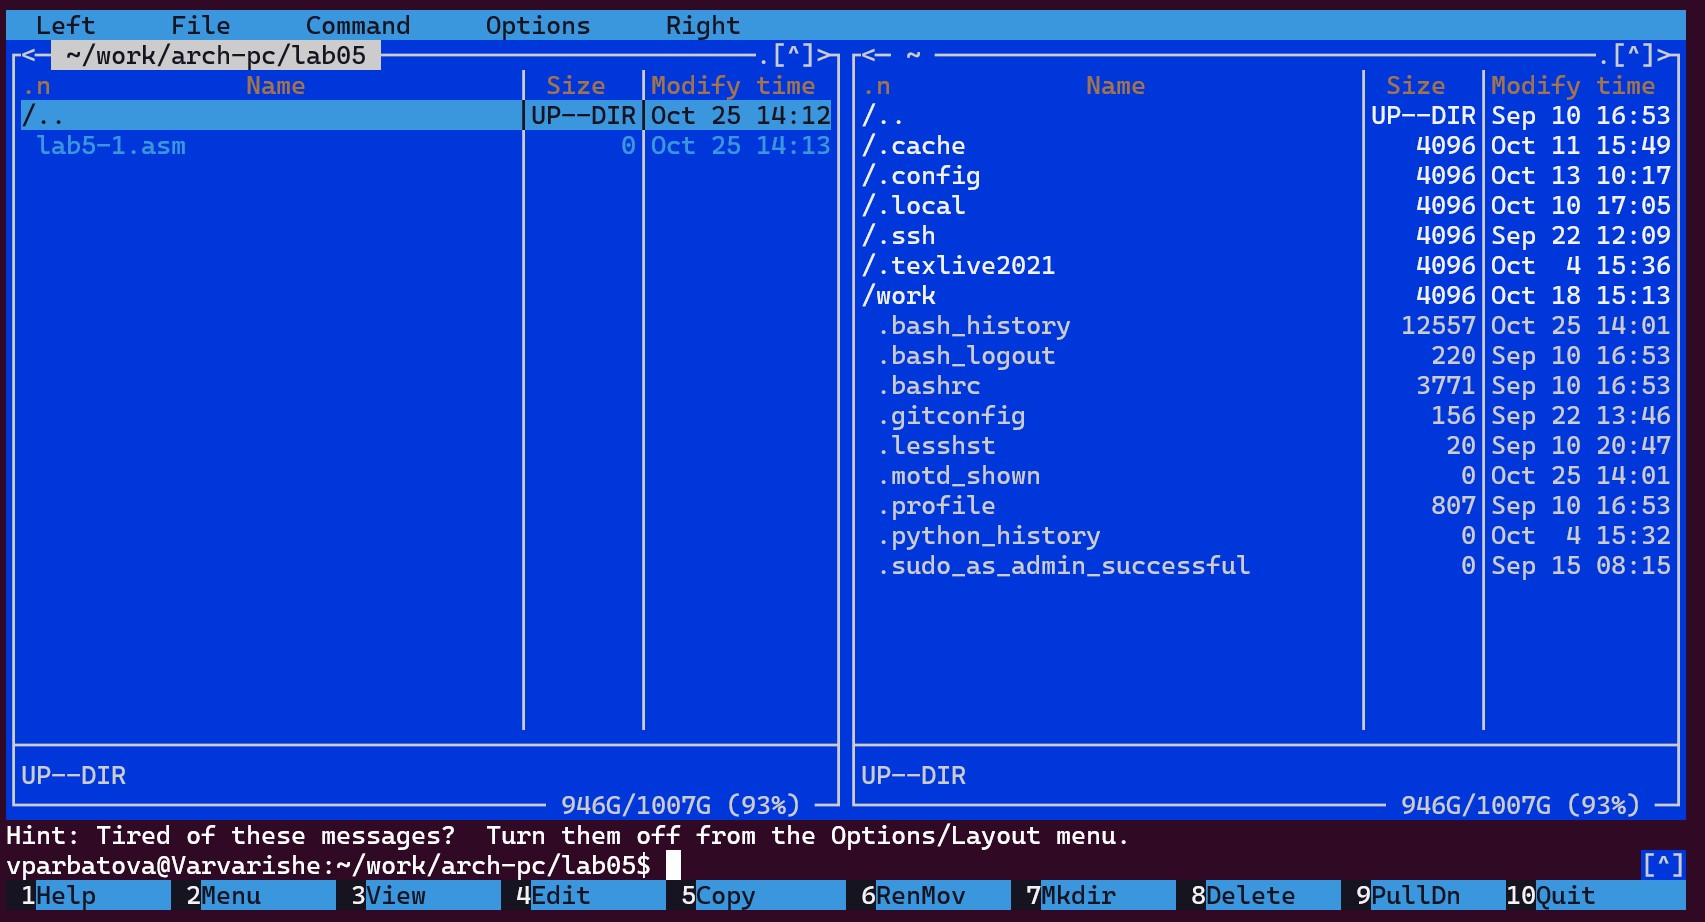 Left File Command Options Right
<─ ~/work/arch-pc/lab05 ─.[^]>
.n Name Size Modify time
/.. UP--DIR Oct 25 14:12
lab5-1.asm 0 Oct 25 14:13
UP--DIR
946G/1007G (93%)
<─ ~ ─.[^]>
.n Name Size Modify time
/.. UP--DIR Sep 10 16:53
/.cache 4096 Oct 11 15:49
/.config 4096 Oct 13 10:17
/.local 4096 Oct 10 17:05
/.ssh 4096 Sep 22 12:09
/.texlive2021 4096 Oct 4 15:36
/work 4096 Oct 18 15:13
.bash_history 12557 Oct 25 14:01
.bash_logout 220 Sep 10 16:53
.bashrc 3771 Sep 10 16:53
.gitconfig 156 Sep 22 13:46
.lesshst 20 Sep 10 20:47
.motd_shown 0 Oct 25 14:01
.profile 807 Sep 10 16:53
.python_history 0 Oct 4 15:32
.sudo_as_admin_successful 0 Sep 15 08:15
UP--DIR
946G/1007G (93%)
Hint: Tired of these messages?  Turn them off from the Options/Layout menu.
vparbatova@Varvarishe:~/work/arch-pc/lab05$ [^]
1Help 2Menu 3View 4Edit 5Copy 6RenMov 7Mkdir 8Delete 9PullDn 10Quit